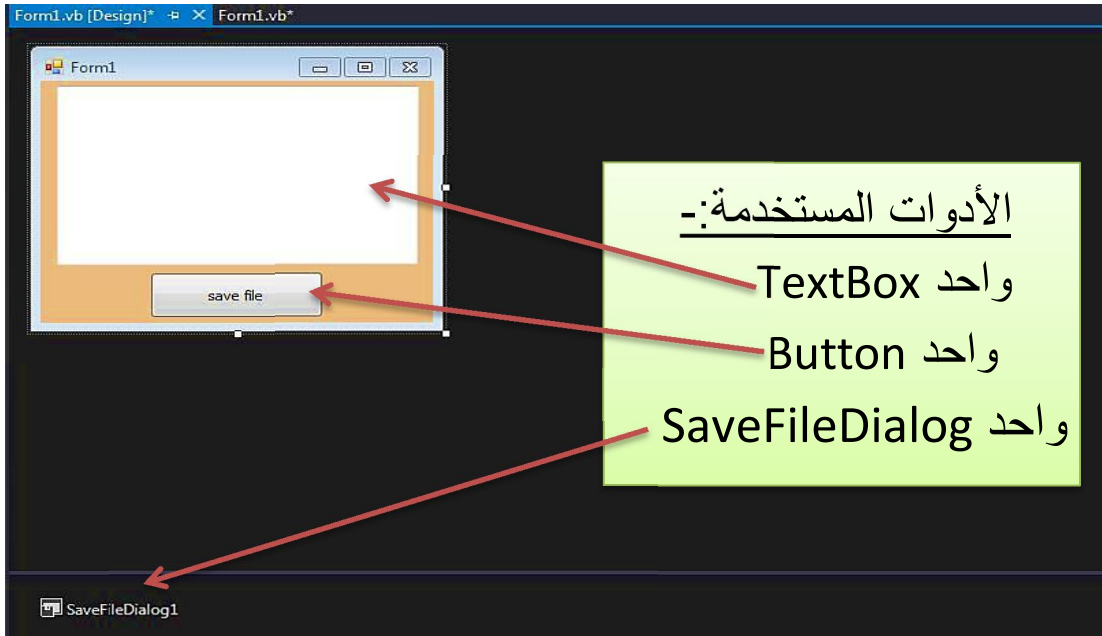 Form1.vb [Design]* Form1.vb*
Form1
save file
الأدوات المستخدمة:-
واحد TextBox
واحد Button
واحد SaveFileDialog
SaveFileDialog1